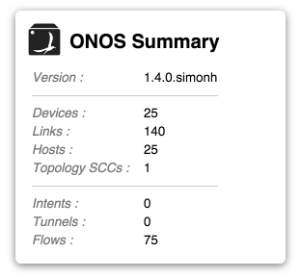 ONOS Summary
Version : 1.4.0.simonh
Devices : 25
Links : 140
Hosts : 25
Topology SCCs : 1
Intents : 0
Tunnels : 0
Flows : 75